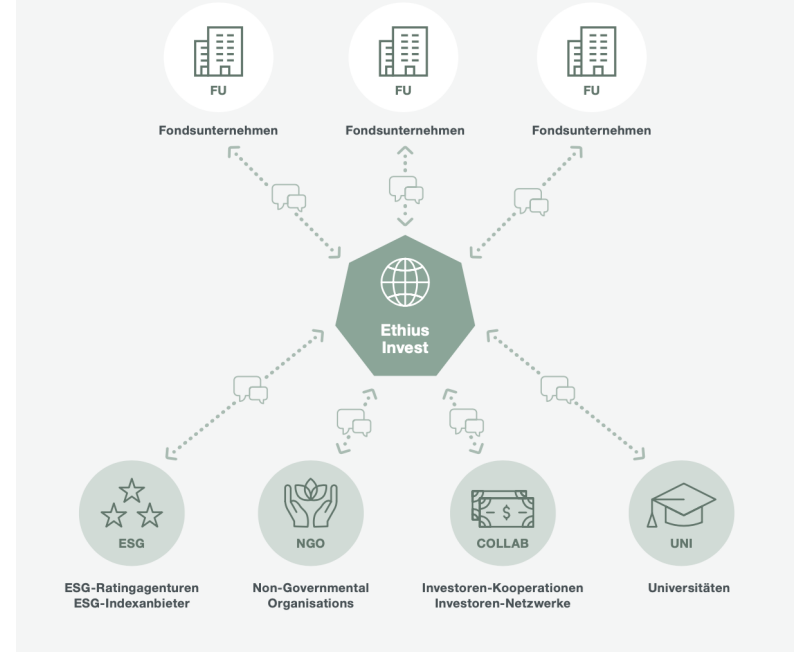 FU
FU
FU
Fondsunternehmen
Fondsunternehmen
Fondsunternehmen
Ethius
Invest
ESG
NGO
$
COLLAB
UNI
ESG-Ratingagenturen
ESG-Indexanbieter
Non-Governmental
Organisations
Investoren-Kooperationen
Investoren-Netzwerke
Universitäten